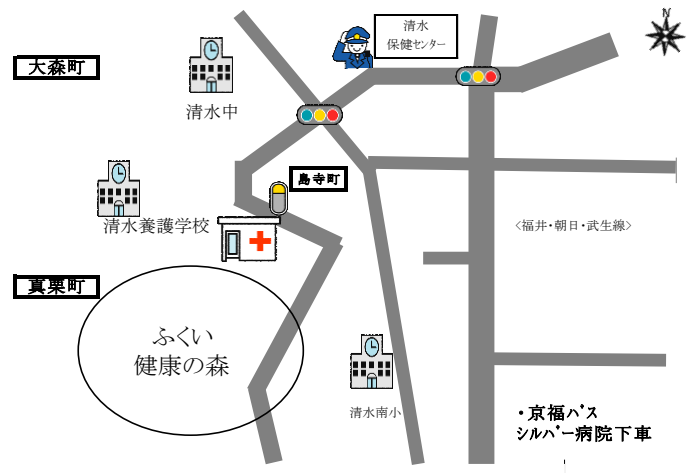 N
清水
保健センター
大森町
清水中
島寺町
清水養護学校
<福井・朝日・武生線>
真栗町
ふくい
健康の森
清水南小
・京福バス
シルバー病院下車